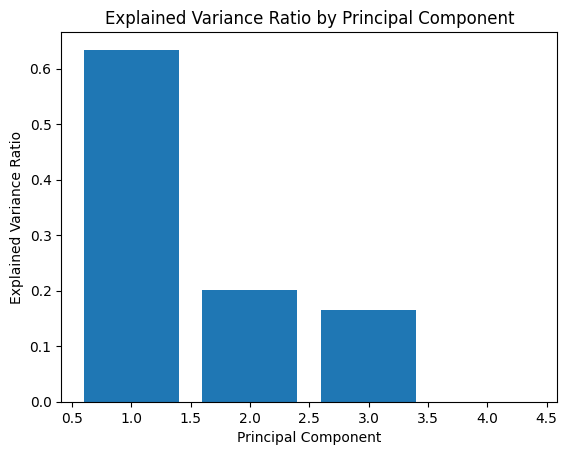 Explained Variance Ratio by Principal Component
Explained Variance Ratio
0.6
0.5
0.4
0.3
0.2
0.1
0.0
0.5 1.0 1.5 2.0 2.5 3.0 3.5 4.0 4.5
Principal Component